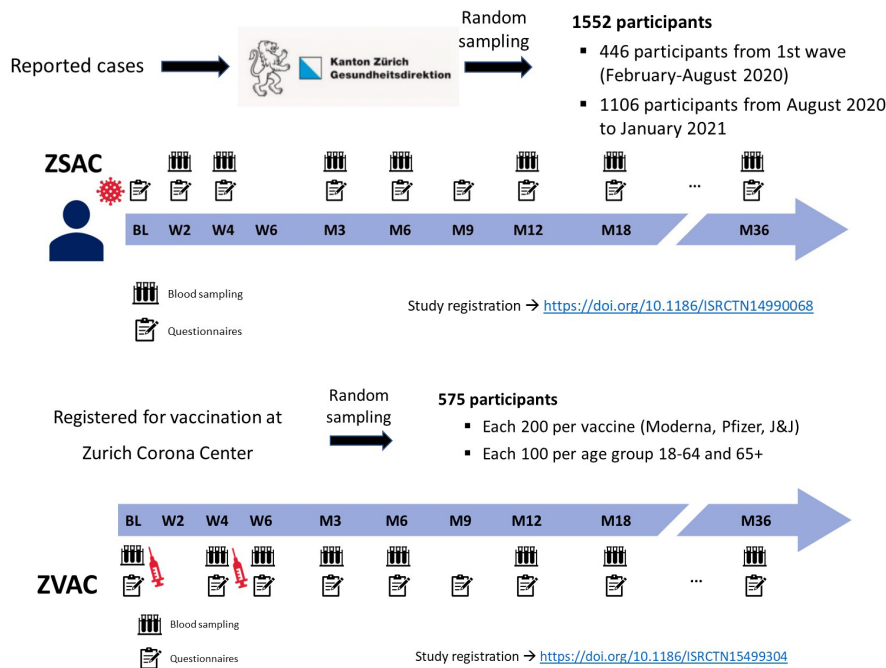 Reported cases
Kanton Zürich
Gesundheitsdirektion
Random
sampling
1552 participants
▪ 446 participants from 1st wave
(February-August 2020)
▪ 1106 participants from August 2020
to January 2021
ZSAC
...
BL W2 W4 W6 M3 M6 M9 M12 M18 M36
Blood sampling
Questionnaires
Study registration → https://doi.org/10.1186/ISRCTN14990068
Registered for vaccination at
Zurich Corona Center
Random
sampling
575 participants
▪ Each 200 per vaccine (Moderna, Pfizer, J&J)
▪ Each 100 per age group 18-64 and 65+
BL W2 W4 W6 M3 M6 M9 M12 M18 M36
ZVAC
...
Blood sampling
Questionnaires
Study registration → https://doi.org/10.1186/ISRCTN15499304